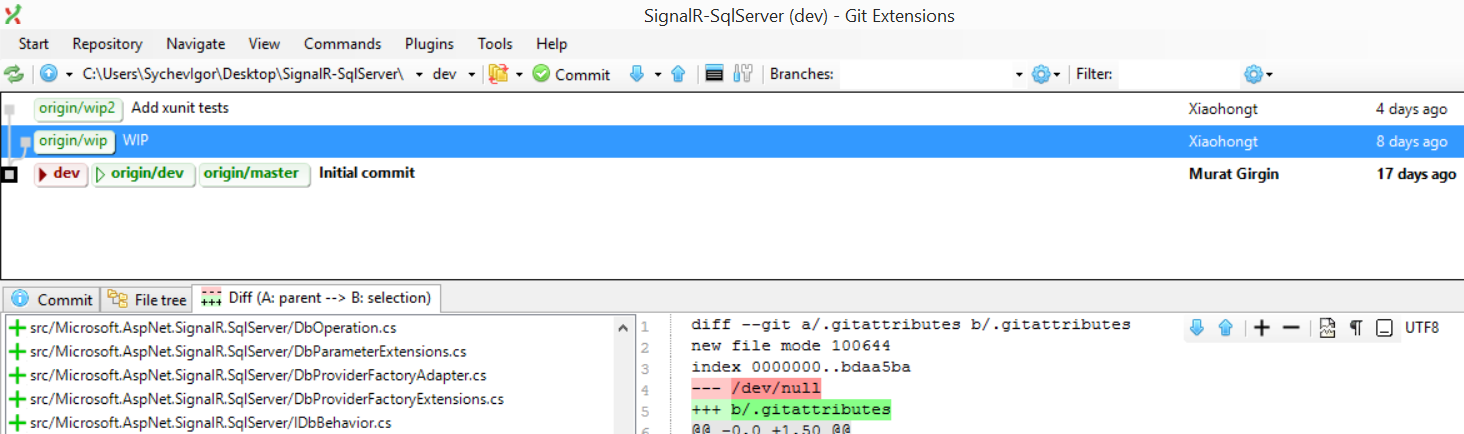 SignalR-SqlServer (dev) - Git Extensions
Start Repository Navigate View Commands Plugins Tools Help
C:\Users\SychevIgor\Desktop\SignalR-SqlServer\ dev Commit Branches: Filter:
origin/wip2 Add xunit tests Xiaohongt 4 days ago
origin/wip WIP Xiaohongt 8 days ago
dev origin/dev origin/master Initial commit Murat Girgin 17 days ago
Commit File tree Diff (A: parent --> B: selection)
src/Microsoft.AspNet.SignalR.SqlServer/DbOperation.cs
src/Microsoft.AspNet.SignalR.SqlServer/DbParameterExtensions.cs
src/Microsoft.AspNet.SignalR.SqlServer/DbProviderFactoryAdapter.cs
src/Microsoft.AspNet.SignalR.SqlServer/DbProviderFactoryExtensions.cs
src/Microsoft.AspNet.SignalR.SqlServer/IDbBehavior.cs
1 diff --git a/.gitattributes b/.gitattributes
2 new file mode 100644
3 index 0000000..bdaa5ba
4 --- /dev/null
5 +++ b/.gitattributes
6 @@ -0,0 +1,50 @@
UTF8